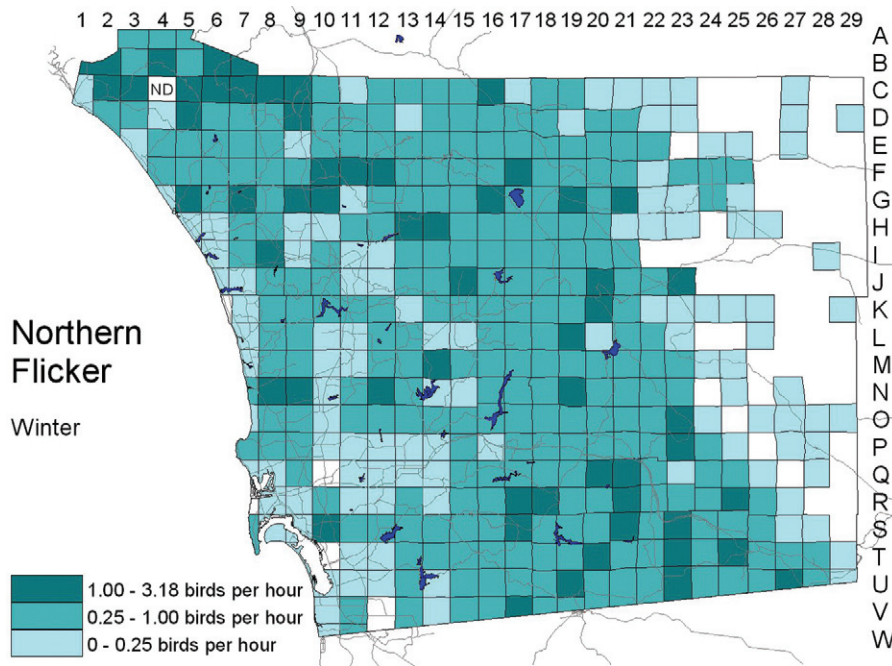 1 2 3 4 5 6 7 8 9 10 11 12 13 14 15 16 17 18 19 20 21 22 23 24 25 26 27 28 29
A
B
C
D
E
F
G
H
I
J
K
L
M
N
O
P
Q
R
S
T
U
V
W
ND
Northern
Flicker
Winter
1.00 - 3.18 birds per hour
0.25 - 1.00 birds per hour
0 - 0.25 birds per hour